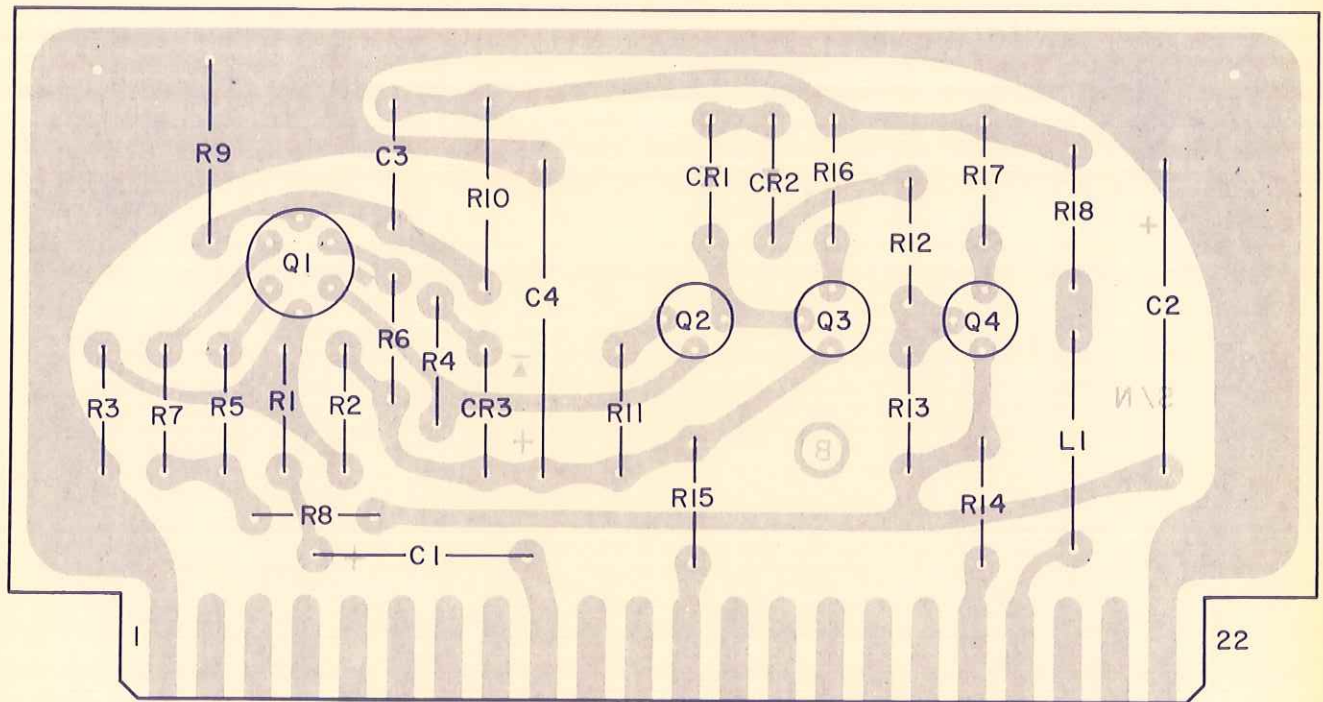 R9
C3
R10
CR1
CR2
R16
R17
R18
R12
C2
+
Q1
C4
Q2
Q3
Q4
R6
R4
R3
R7
R5
R1
R2
CR3
R11
R13
S/N
+
B
L1
R8
R15
R14
+
C1
1
22